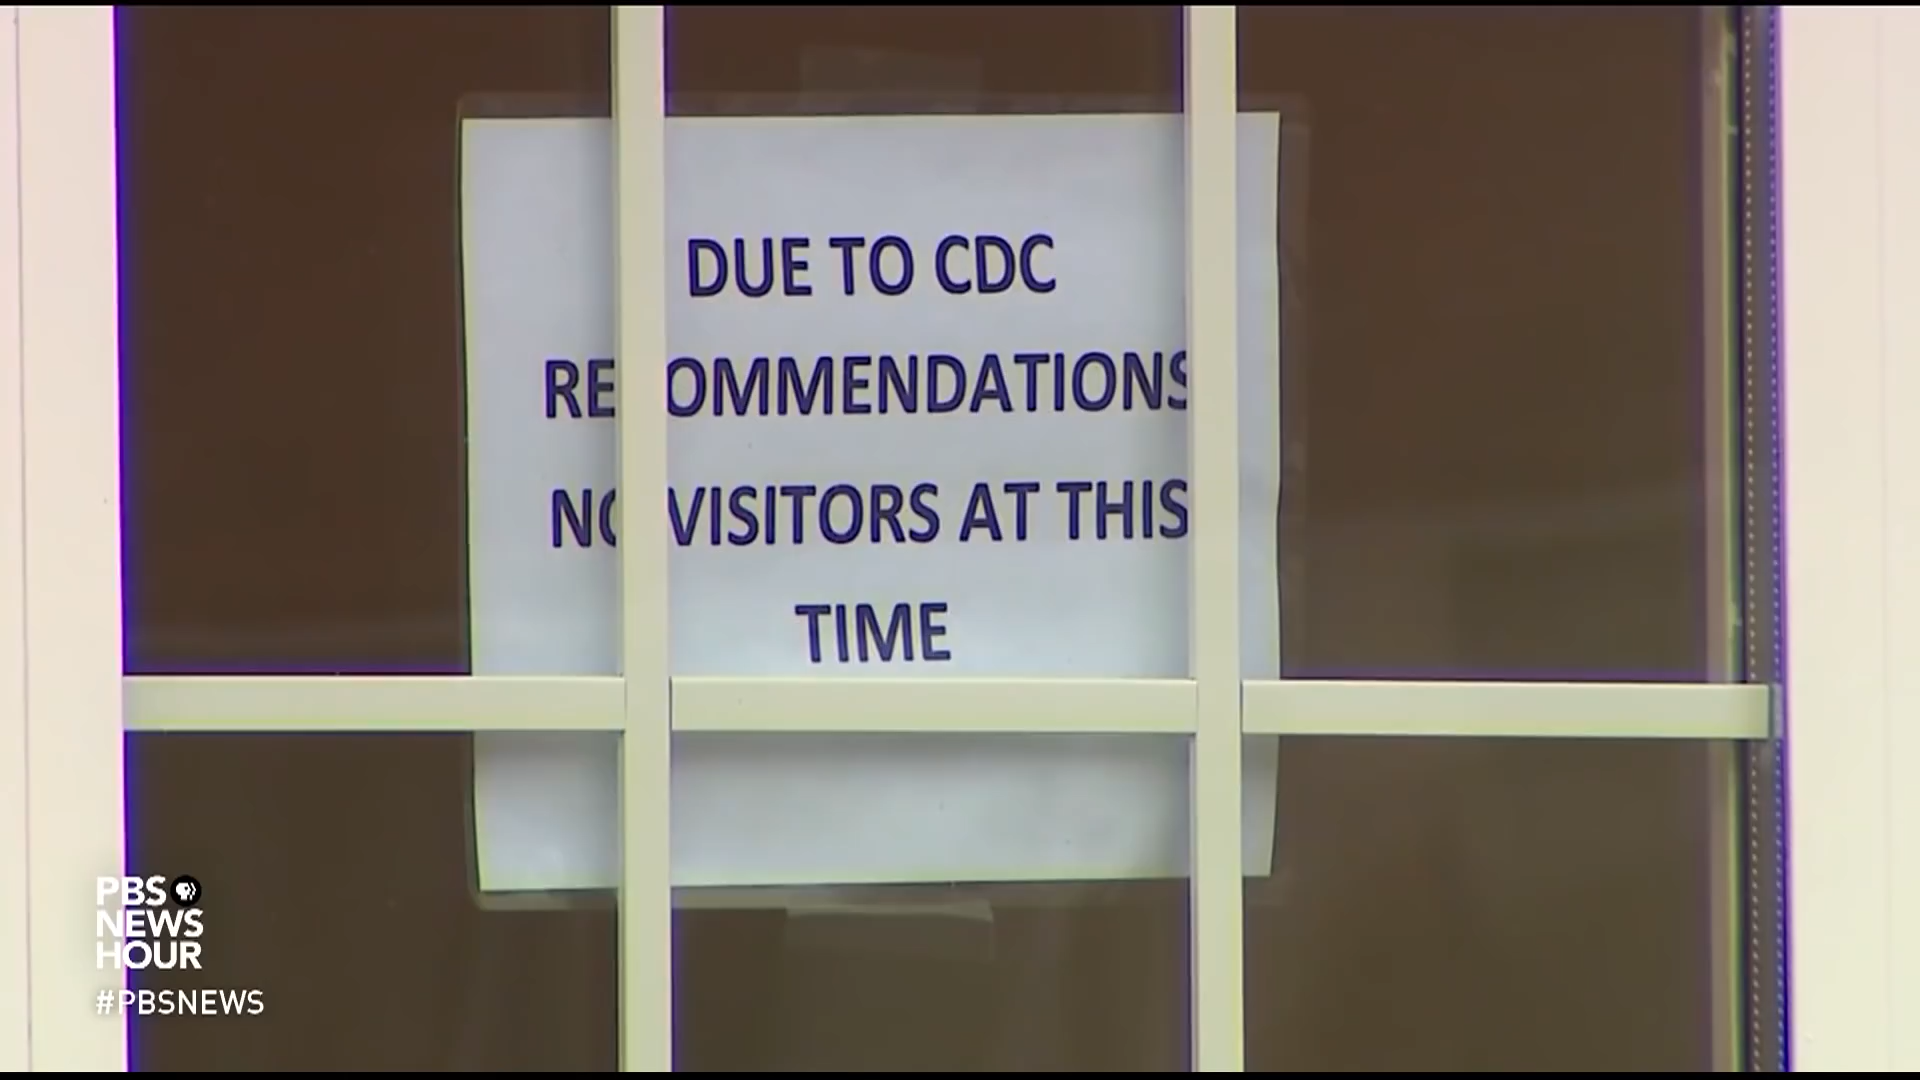 DUE TO CDC
RECOMMENDATIONS
NO VISITORS AT THIS
TIME
PBS
NEWS
HOUR
#PBSNEWS